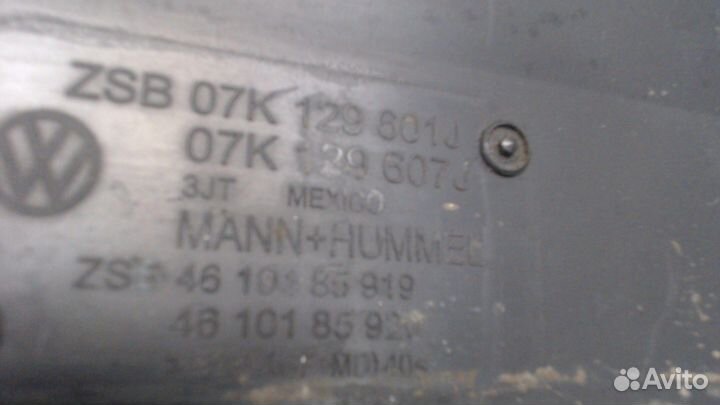 ZSB 07K 129 601J
07K 129 607J
3JT MEXICO
MANN+HUMMEL
46 101 85 919
46 101 85
Avito